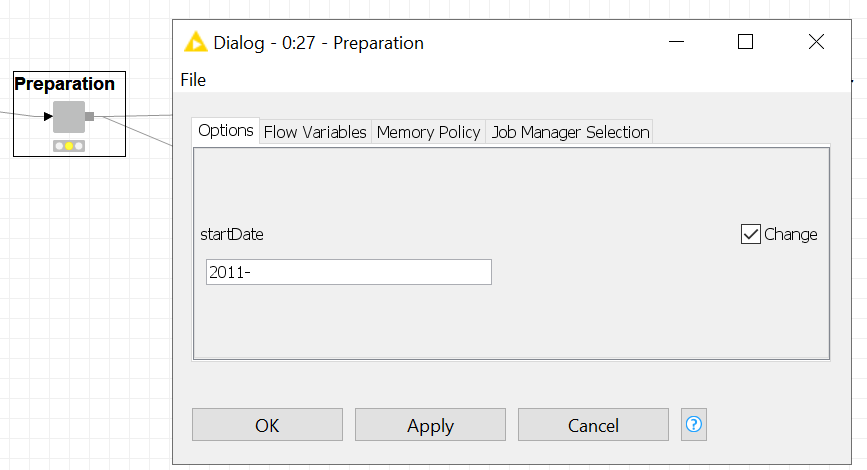 Dialog - 0:27 - Preparation
File
Preparation
Options Flow Variables Memory Policy Job Manager Selection
startDate
Change
2011-
OK Apply Cancel ?